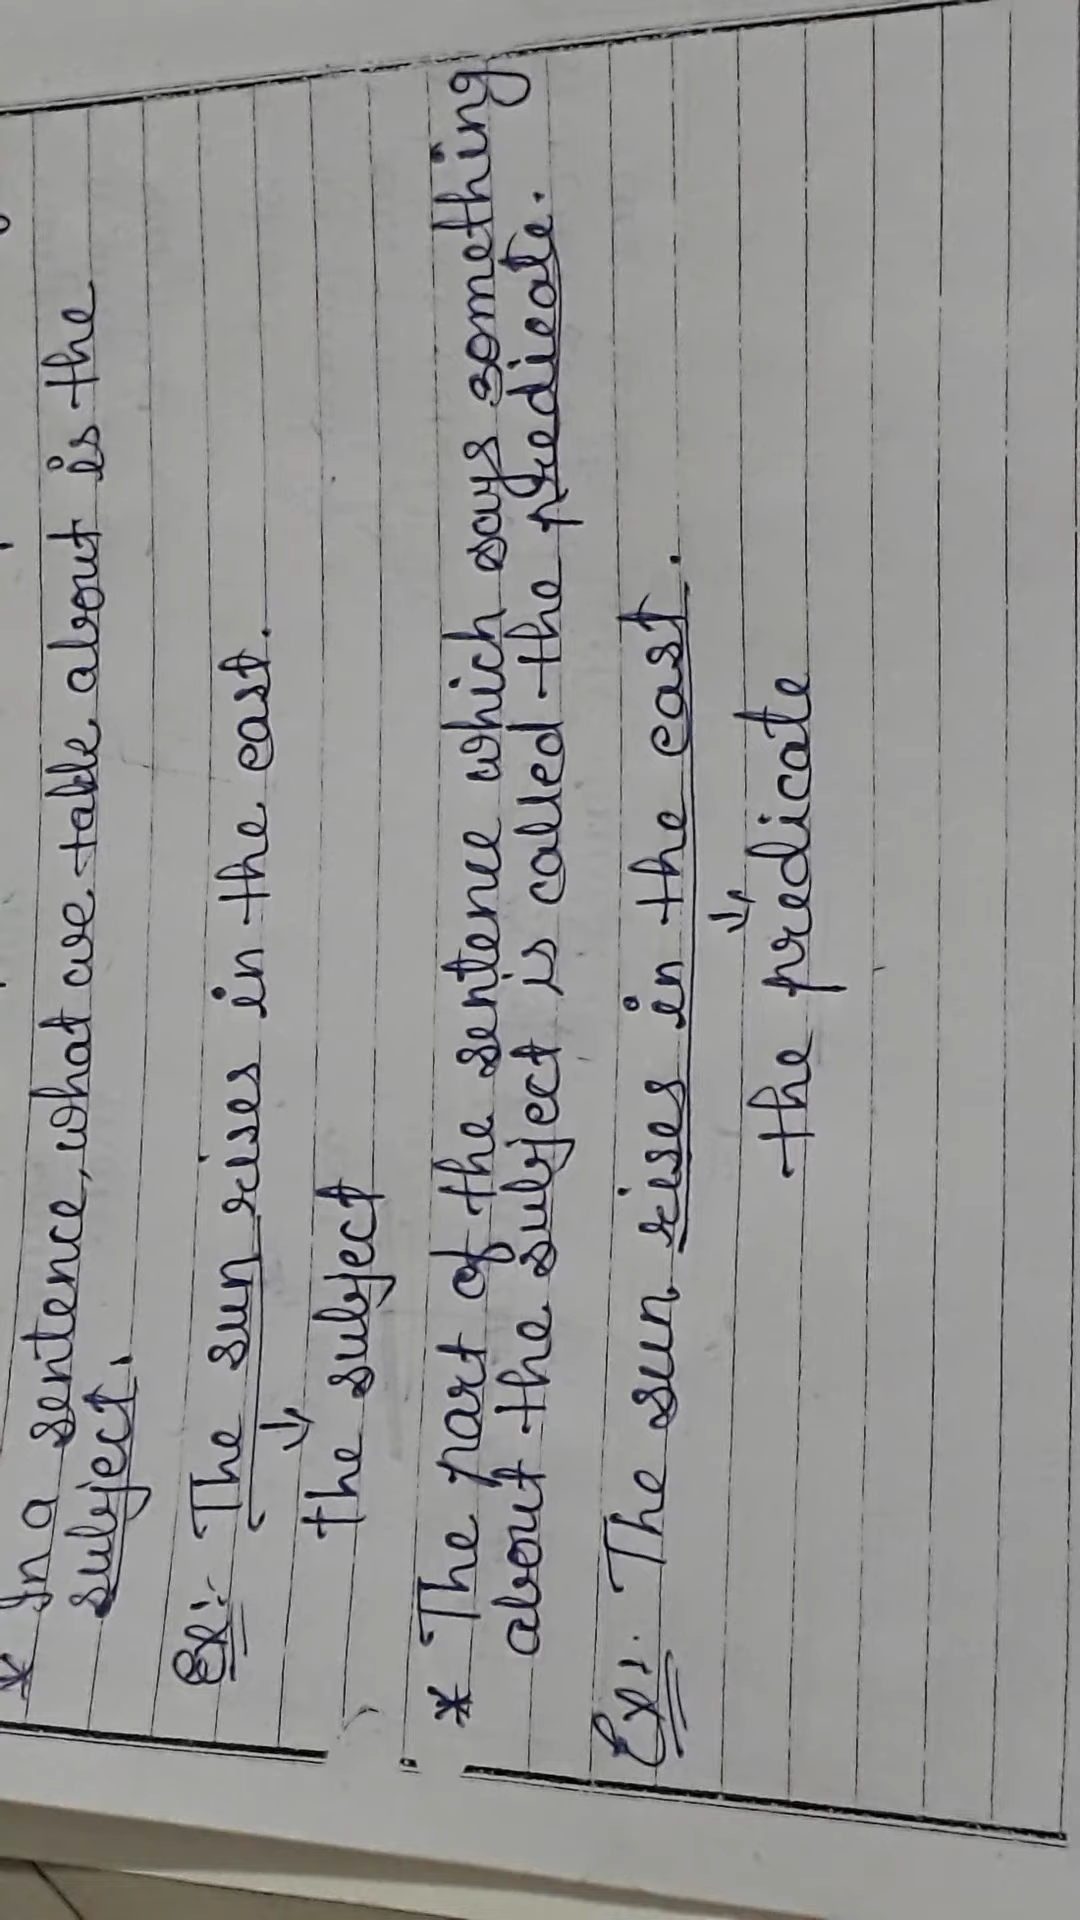 * In a sentence, what we take about is the
subject.
Ex:- The sun rises in the east.
↓
the subject
* The part of the sentence which says something
about the subject is called the predicate.
Ex:- The sun rises in the east.
↓
the predicate